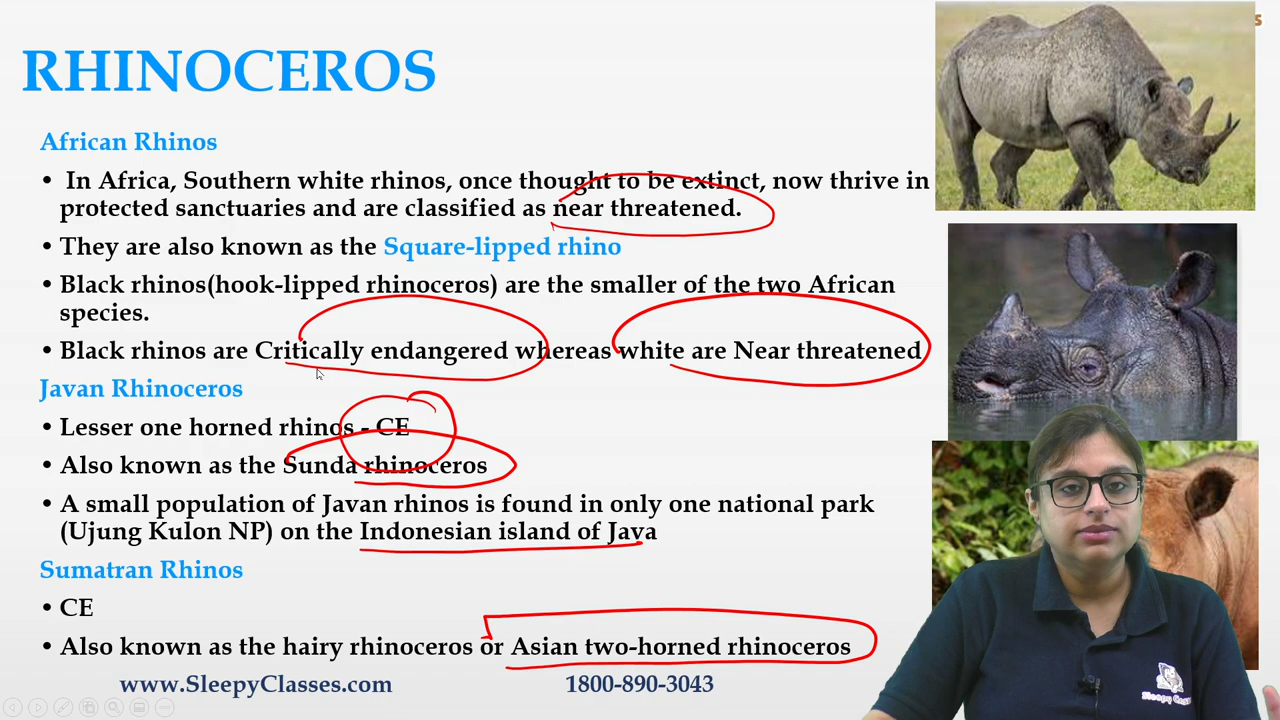 RHINOCEROS
African Rhinos
• In Africa, Southern white rhinos, once thought to be extinct, now thrive in
protected sanctuaries and are classified as near threatened.
• They are also known as the Square-lipped rhino
• Black rhinos(hook-lipped rhinoceros) are the smaller of the two African
species.
• Black rhinos are Critically endangered whereas white are Near threatened
Javan Rhinoceros
• Lesser one horned rhinos - CE
• Also known as the Sunda rhinoceros
• A small population of Javan rhinos is found in only one national park
(Ujung Kulon NP) on the Indonesian island of Java
Sumatran Rhinos
• CE
• Also known as the hairy rhinoceros or Asian two-horned rhinoceros
www.SleepyClasses.com 1800-890-3043
Sleepy